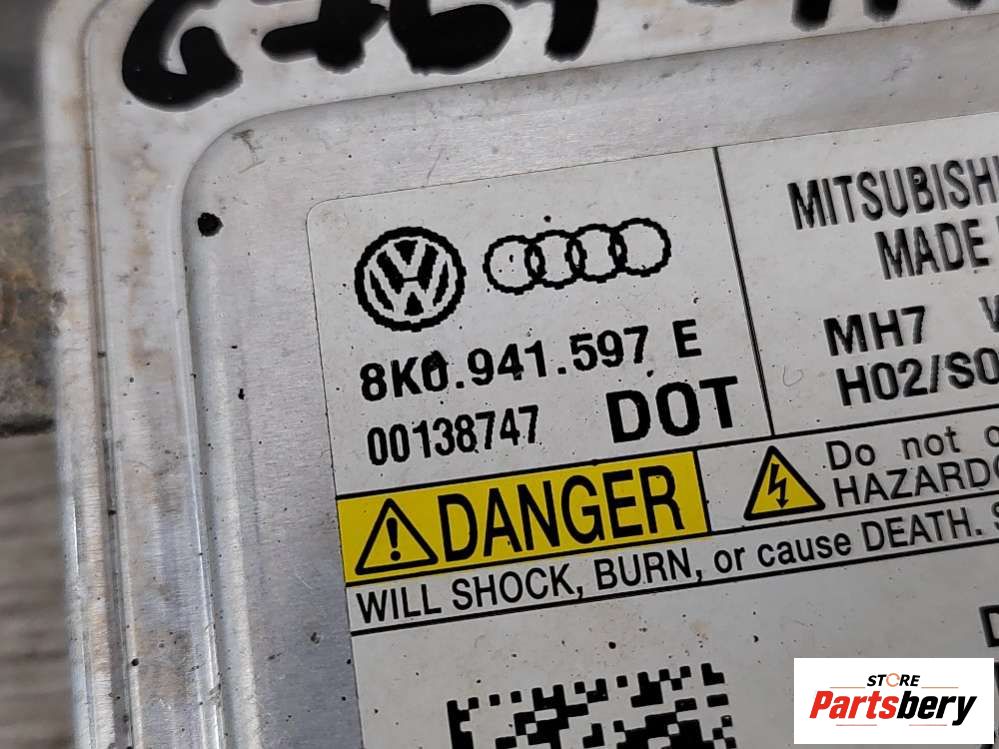 8K0.941.597 E
00138747 DOT
MITSUBISH
MADE
MH7
H02/S0
DANGER
Do not
HAZARD
WILL SHOCK, BURN, or cause DEATH.
STORE
Partsbery